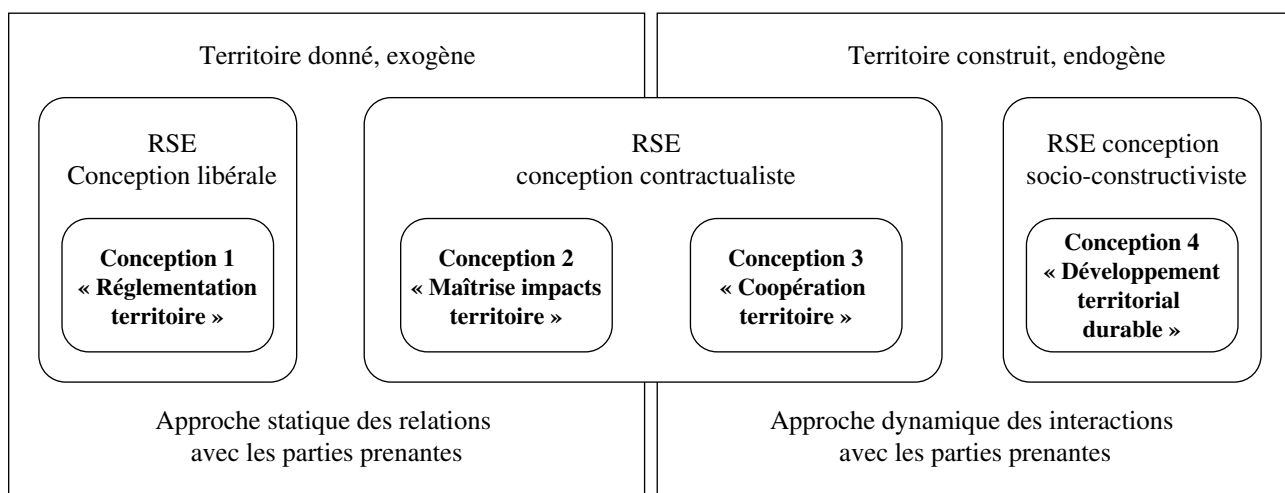 Territoire donné, exogène
RSE
Conception libérale
Conception 1
« Réglementation
territoire »
RSE
conception contractualiste
Conception 2
« Maîtrise impacts
territoire »
Conception 3
« Coopération
territoire »
Approche statique des relations
avec les parties prenantes
Territoire construit, endogène
RSE conception
socio-constructiviste
Conception 4
« Développement
territorial
durable »
Approche dynamique des interactions
avec les parties prenantes